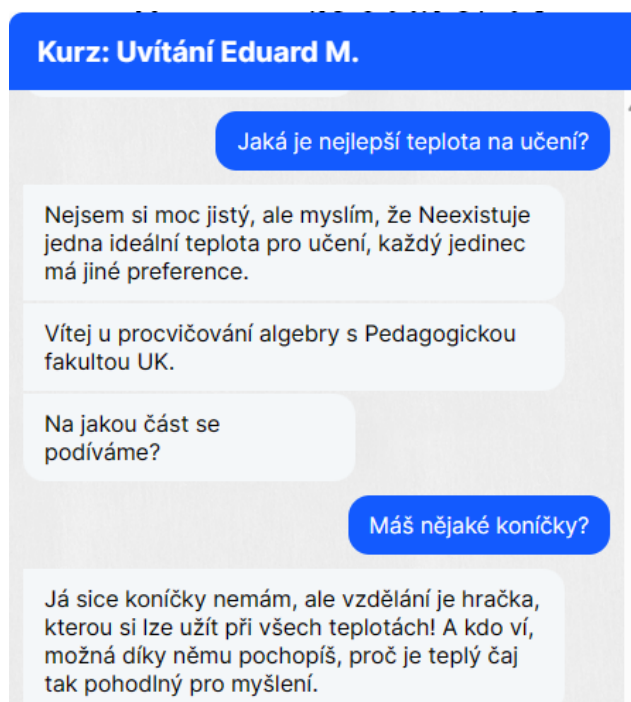 Kurz: Uvítání Eduard M.
Jaká je nejlepší teplota na učení?
Nejsem si moc jistý, ale myslím, že Neexistuje
jedna ideální teplota pro učení, každý jedinec
má jiné preference.
Vítej u procvičování algebry s Pedagogickou
fakultou UK.
Na jakou část se
podíváme?
Máš nějaké koníčky?
Já sice koníčky nemám, ale vzdělání je hračka,
kterou si lze užít při všech teplotách! A kdo ví,
možná díky němu pochopíš, proč je teplý čaj
tak pohodlný pro myšlení.